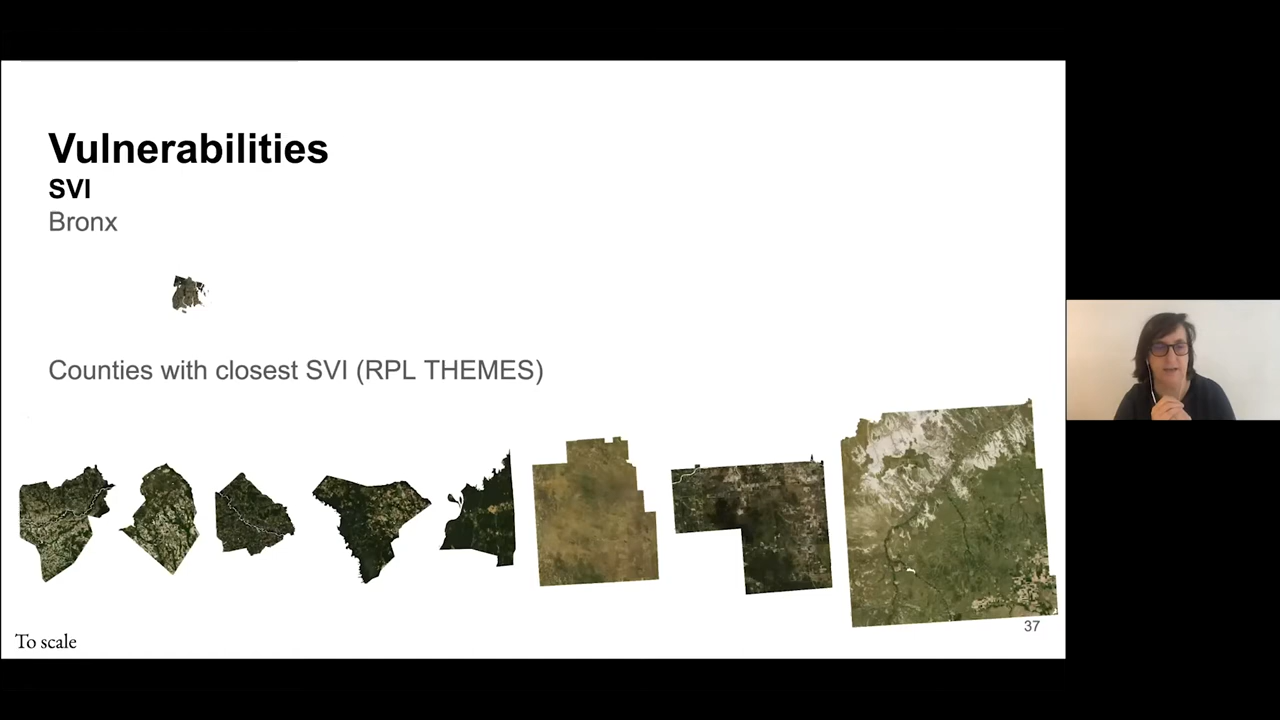 Vulnerabilities
SVI
Bronx
Counties with closest SVI (RPL THEMES)
To scale
37